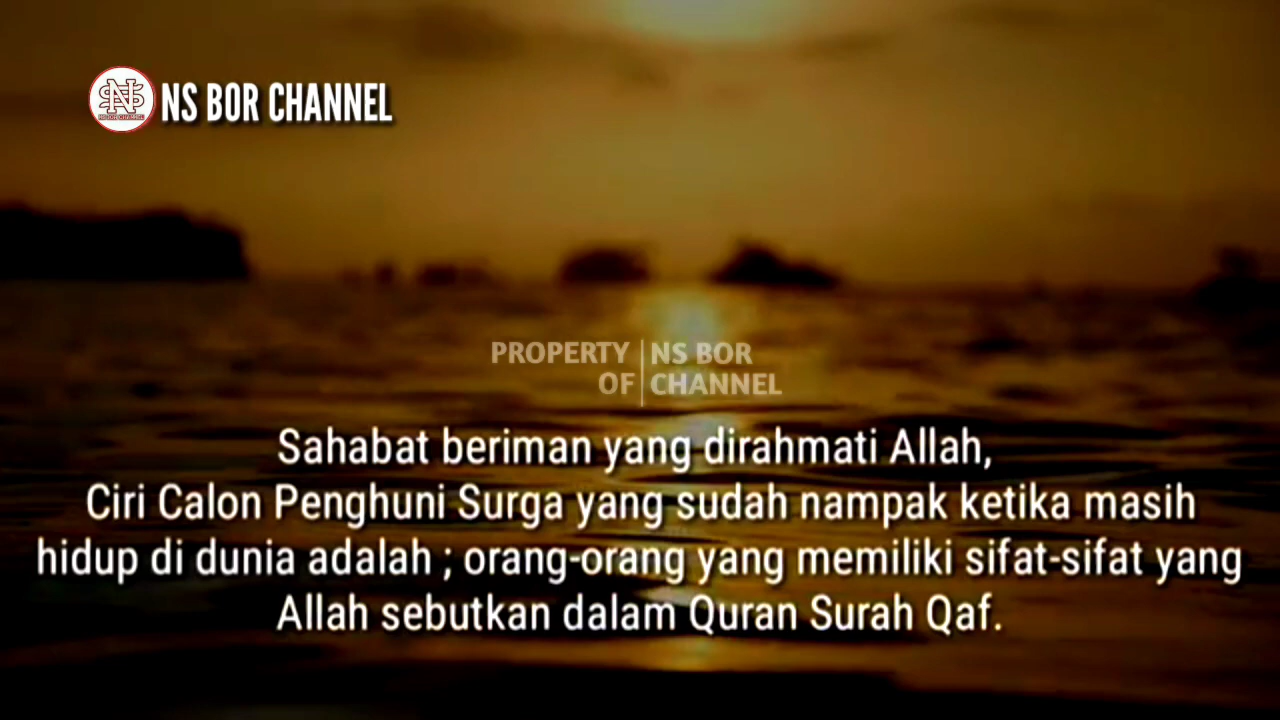 NS BOR CHANNEL
PROPERTY OF
NS BOR CHANNEL
Sahabat beriman yang dirahmati Allah,
Ciri Calon Penghuni Surga yang sudah nampak ketika masih
hidup di dunia adalah ; orang-orang yang memiliki sifat-sifat yang
Allah sebutkan dalam Quran Surah Qaf.